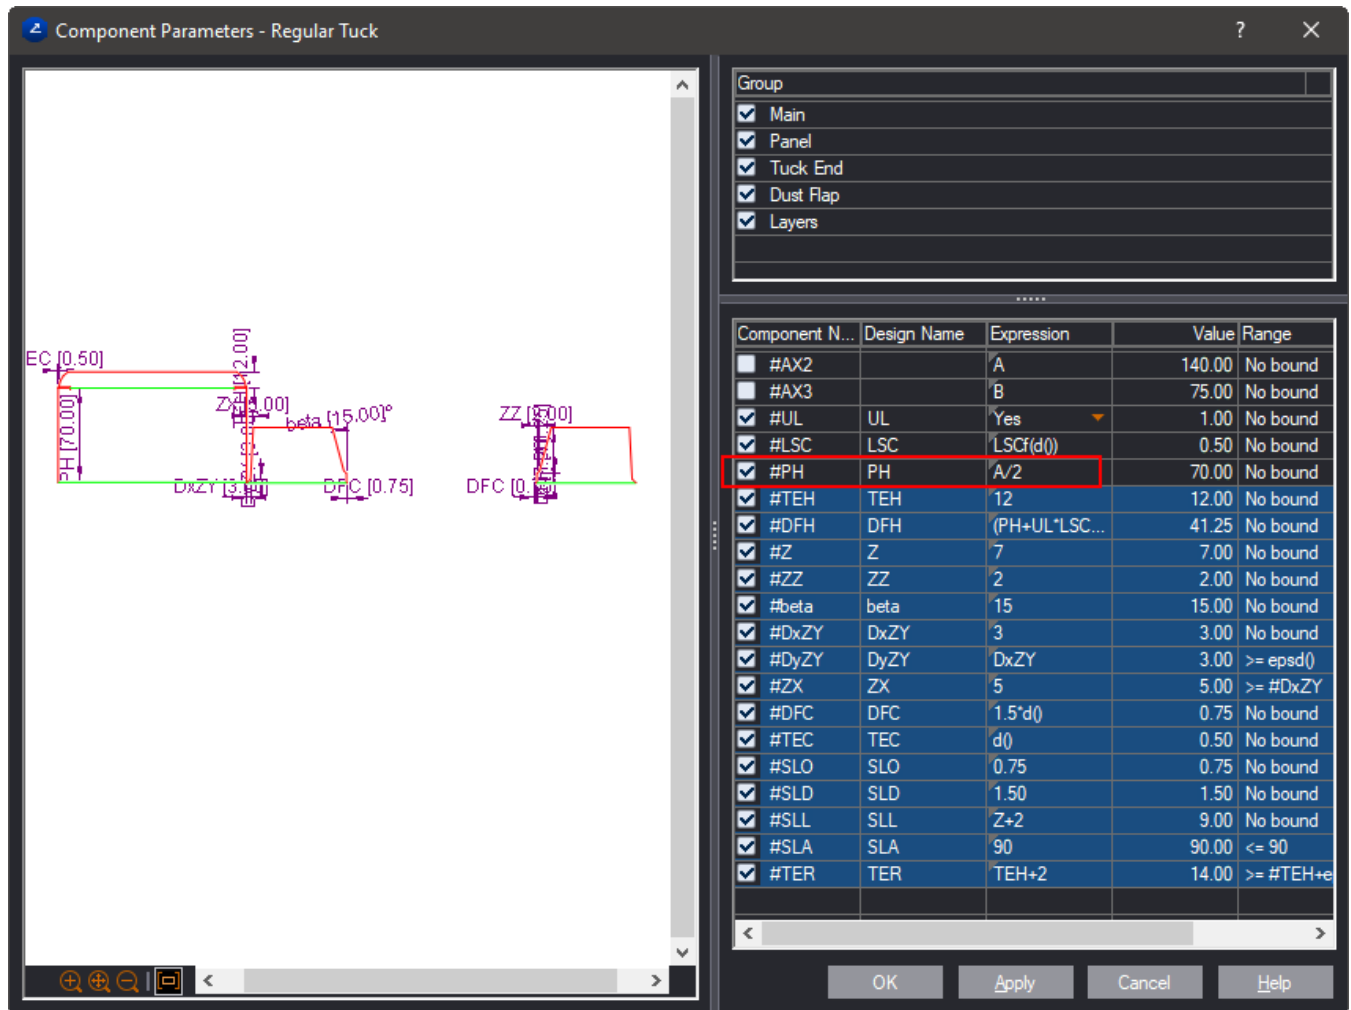 Component Parameters - Regular Tuck
?
Group
Main
Panel
Tuck End
Dust Flap
Layers
Component N... Design Name Expression Value Range
#AX2 A 140.00 No bound
#AX3 B 75.00 No bound
#UL UL Yes 1.00 No bound
#LSC LSC LSCf(d()) 0.50 No bound
#PH PH A/2 70.00 No bound
#TEH TEH 12 12.00 No bound
#DFH DFH (PH+UL*LSC... 41.25 No bound
#Z Z 7 7.00 No bound
#ZZ ZZ 2 2.00 No bound
#beta beta 15 15.00 No bound
#DxZY DxZY 3 3.00 No bound
#DyZY DyZY DxZY 3.00 >= epsd()
#ZX ZX 5 5.00 >= #DxZY
#DFC DFC 1.5*d() 0.75 No bound
#TEC TEC d() 0.50 No bound
#SLO SLO 0.75 0.75 No bound
#SLD SLD 1.50 1.50 No bound
#SLL SLL Z+2 9.00 No bound
#SLA SLA 90 90.00 <= 90
#TER TER TEH+2 14.00 >= #TEH+e
EC [0.50]
PH [70.00]
beta [15.00]°
ZZ
DFC [0.75]
DFC
OK Apply Cancel Help